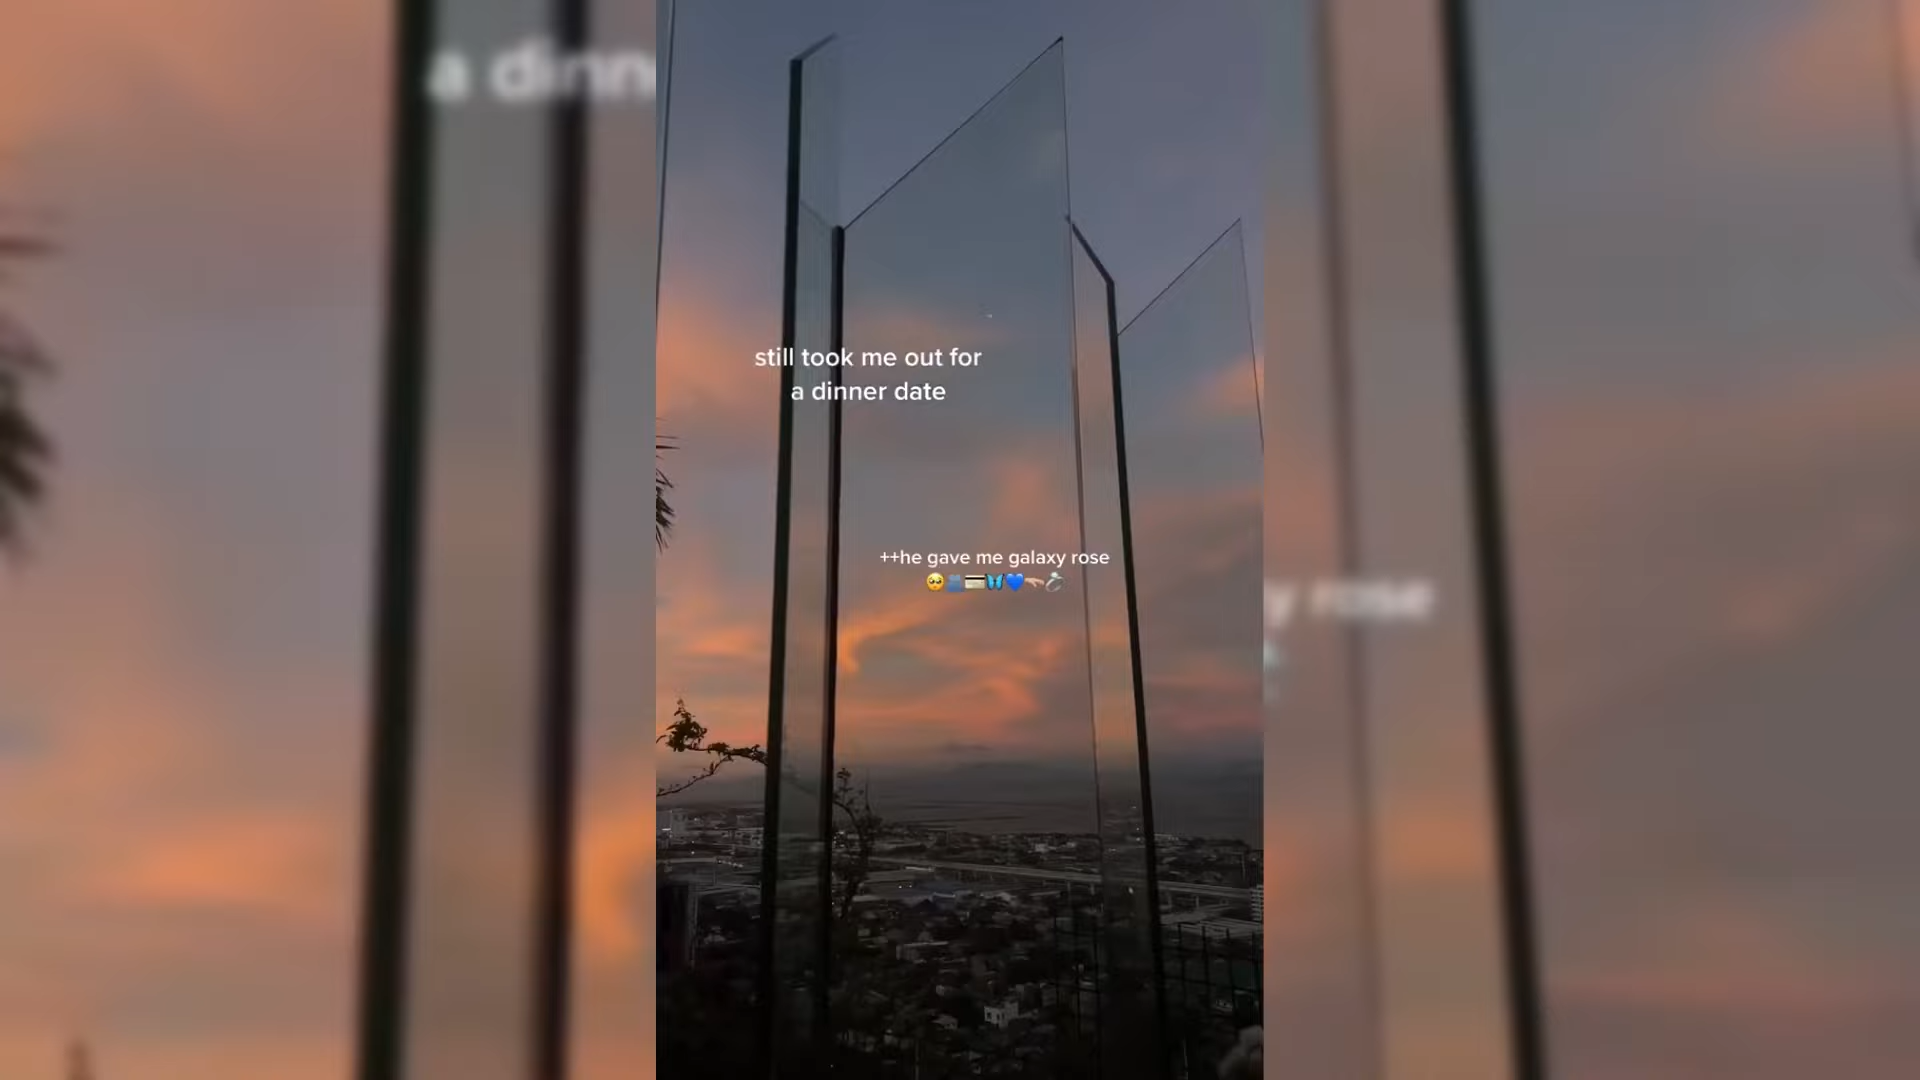 still took me out for
a dinner date
++he gave me galaxy rose
🥺🫂💳🦋💙🫴🏼💍